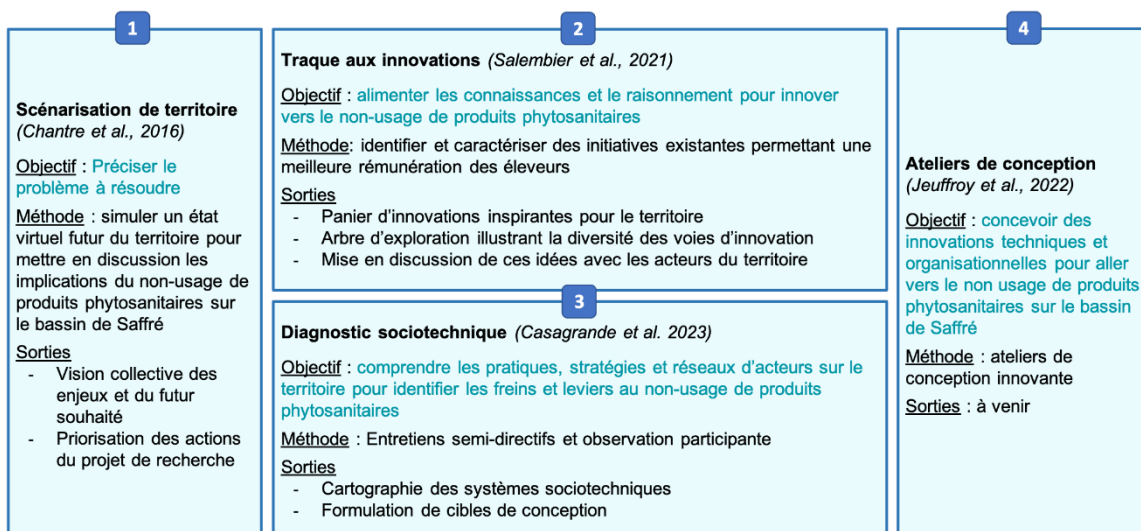 1
Scénarisation de territoire
(Chantre et al., 2016)
Objectif : Préciser le
problème à résoudre
Méthode : simuler un état
virtuel futur du territoire pour
mettre en discussion les
implications du non-usage de
produits phytosanitaires sur
le bassin de Saffré
Sorties
- Vision collective des
enjeux et du futur
souhaité
- Priorisation des actions
du projet de recherche
2
Traque aux innovations (Salembier et al., 2021)
Objectif : alimenter les connaissances et le raisonnement pour innover
vers le non-usage de produits phytosanitaires
Méthode: identifier et caractériser des initiatives existantes permettant une
meilleure rémunération des éleveurs
Sorties
- Panier d'innovations inspirantes pour le territoire
- Arbre d'exploration illustrant la diversité des voies d'innovation
- Mise en discussion de ces idées avec les acteurs du territoire
3
Diagnostic sociotechnique (Casagrande et al. 2023)
Objectif : comprendre les pratiques, stratégies et réseaux d'acteurs sur le
territoire pour identifier les freins et leviers au non-usage de produits
phytosanitaires
Méthode : Entretiens semi-directifs et observation participante
Sorties
- Cartographie des systèmes sociotechniques
- Formulation de cibles de conception
4
Ateliers de conception
(Jeuffroy et al., 2022)
Objectif : concevoir des
innovations techniques et
organisationnelles pour aller
vers le non usage de produits
phytosanitaires sur le bassin
de Saffré
Méthode : ateliers de
conception innovante
Sorties : à venir